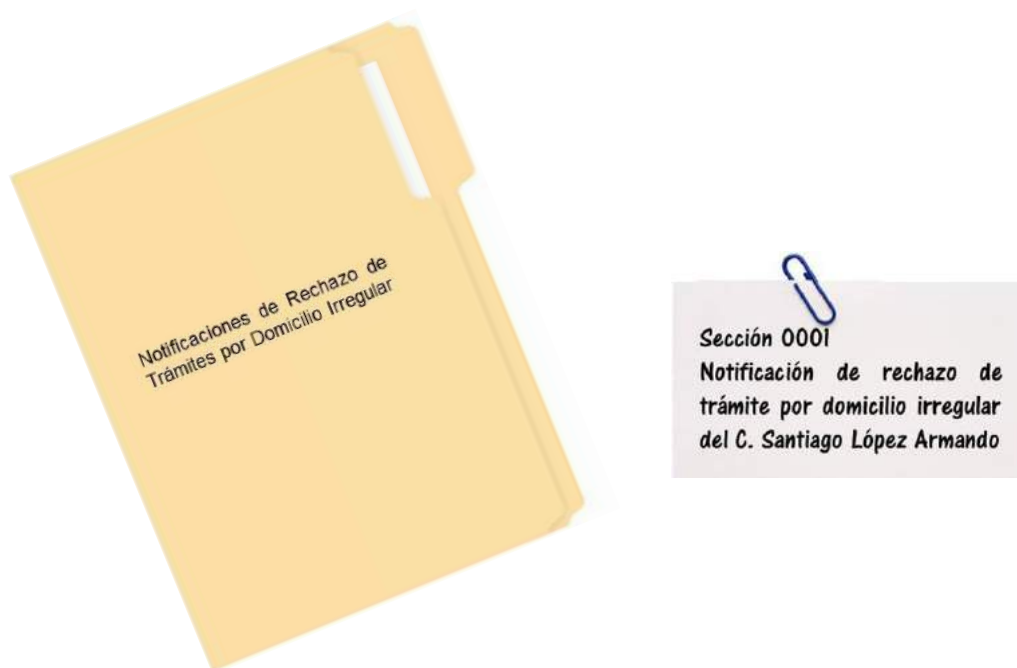 Notificaciones de Rechazo de
Trámites por Domicilio Irregular
Sección 0001
Notificación de rechazo de
trámite por domicilio irregular
del C. Santiago López Armando